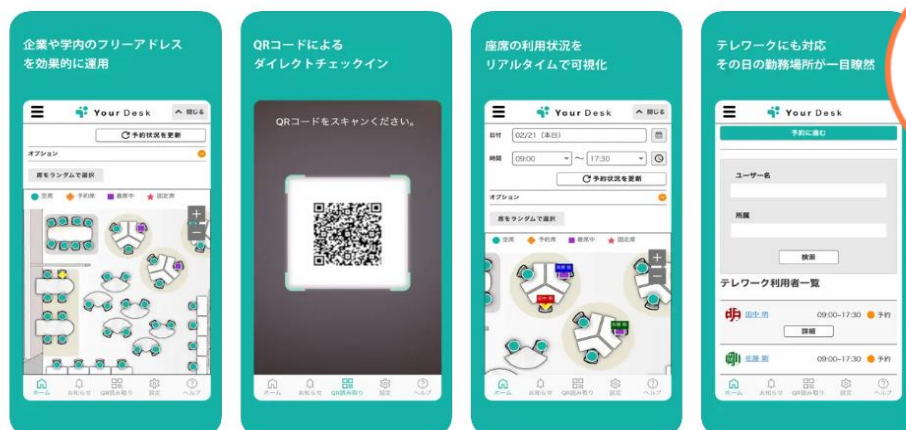 企業や学内のフリーアドレス
を効果的に運用
Your Desk
閉じる
予約状況を更新
オプション
席をランダムで選択
空席 予約席 着席中 固定席
+
−
ホーム お知らせ QR読み取り 設定 ヘルプ
QRコードによる
ダイレクトチェックイン
QRコードをスキャンください。
ホーム お知らせ QR読み取り 設定 ヘルプ
座席の利用状況を
リアルタイムで可視化
Your Desk
閉じる
日付 02/21（本日）
時間 09:00 ～ 17:30
予約状況を更新
オプション
席をランダムで選択
空席 予約席 着席中 固定席
+
−
ホーム お知らせ QR読み取り 設定 ヘルプ
テレワークにも対応
その日の勤務場所が一目瞭然
Your Desk
閉じる
予約に進む
ユーザー名
所属
検索
テレワーク利用者一覧
田中 明 09:00-17:30 予約
詳細
09:00-17:30 予約
ホーム お知らせ QR読み取り 設定 ヘルプ